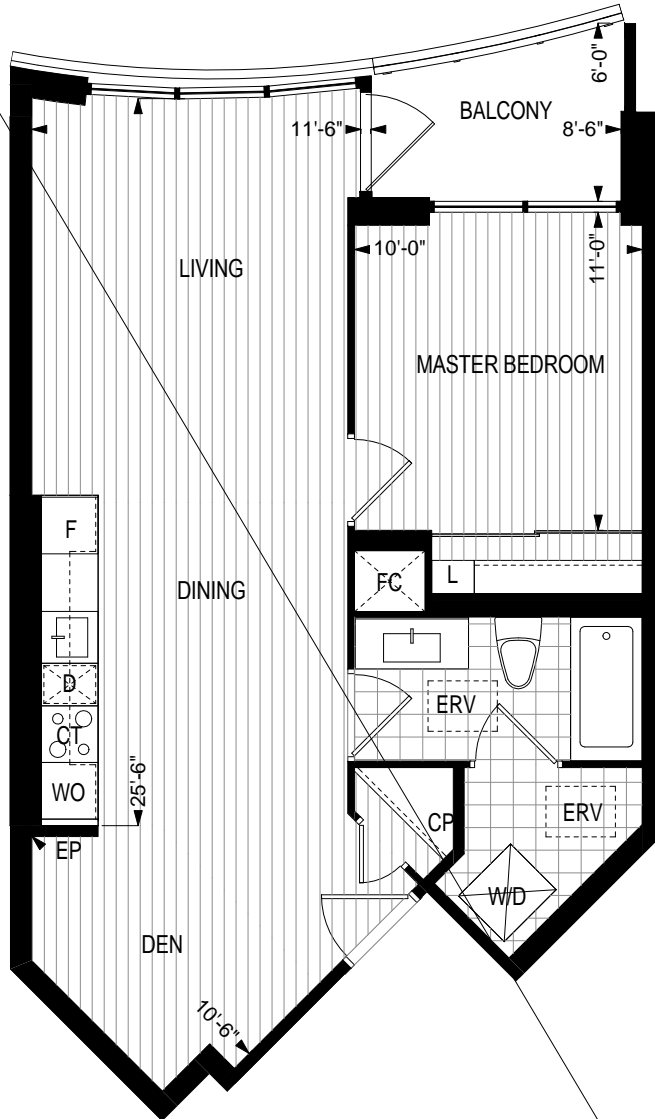 6'-0"
BALCONY
11'-6"
8'-6"
10'-0"
11'-0"
LIVING
MASTER BEDROOM
F
FC
L
DINING
D
ERV
CT
WO
25'-6"
ERV
CP
EP
W/D
DEN
10'-6"